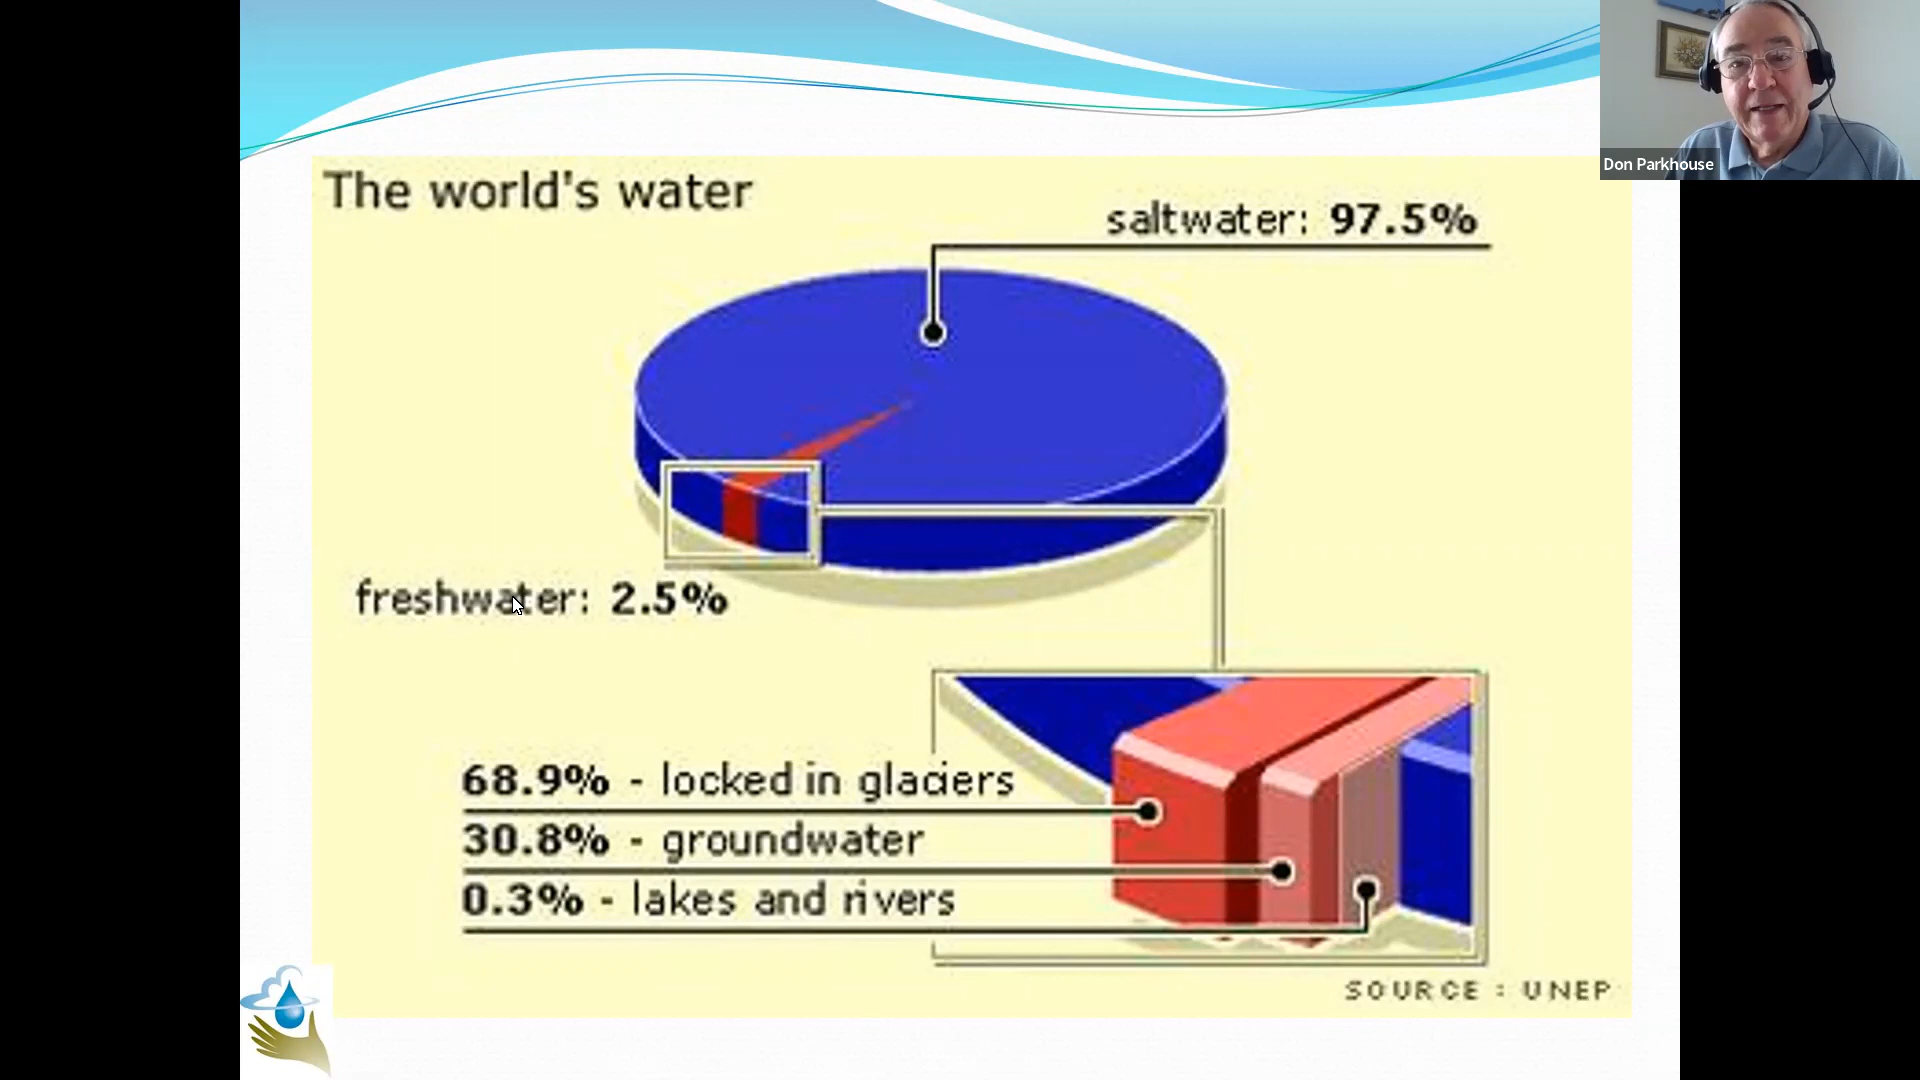 Don Parkhouse
The world's water
saltwater: 97.5%
freshwater: 2.5%
68.9% - locked in glaciers
30.8% - groundwater
0.3% - lakes and rivers
SOURCE : UNEP